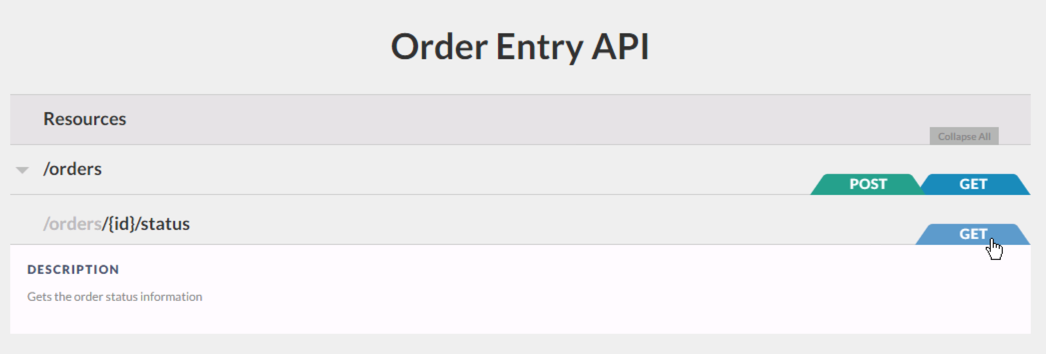 Order Entry API
Resources
Collapse All
/orders
POST GET
/orders/{id}/status
GET
DESCRIPTION
Gets the order status information